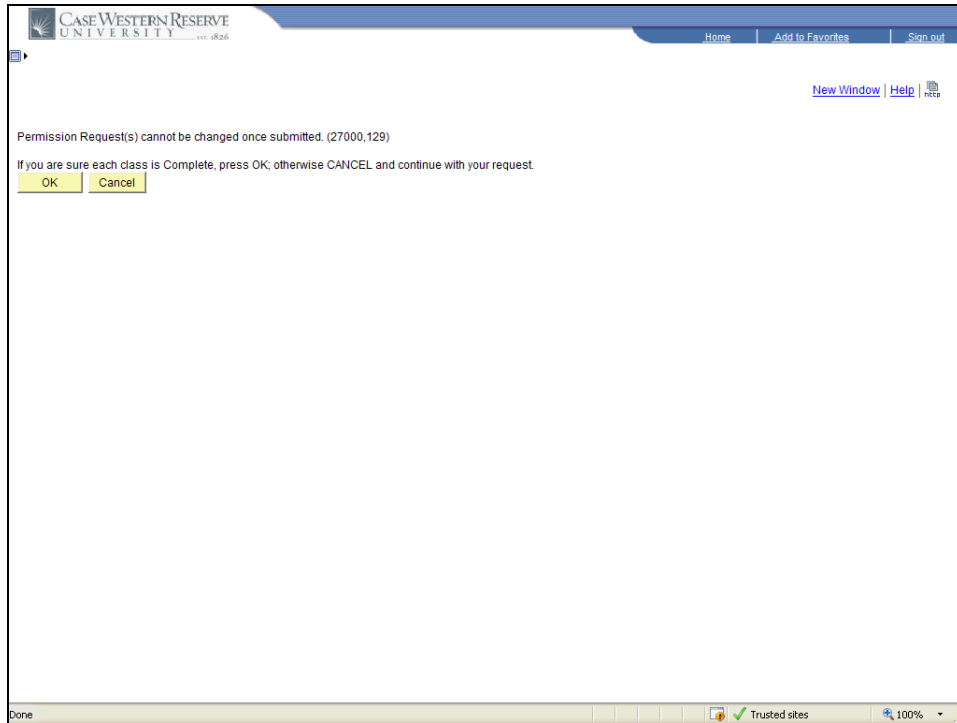 CASE WESTERN RESERVE
UNIVERSITY EST 1826
Home Add to Favorites Sign out
New Window | Help |
http
Permission Request(s) cannot be changed once submitted. (27000,129)
If you are sure each class is Complete, press OK; otherwise CANCEL and continue with your request.
OK Cancel
Done Trusted sites 100%